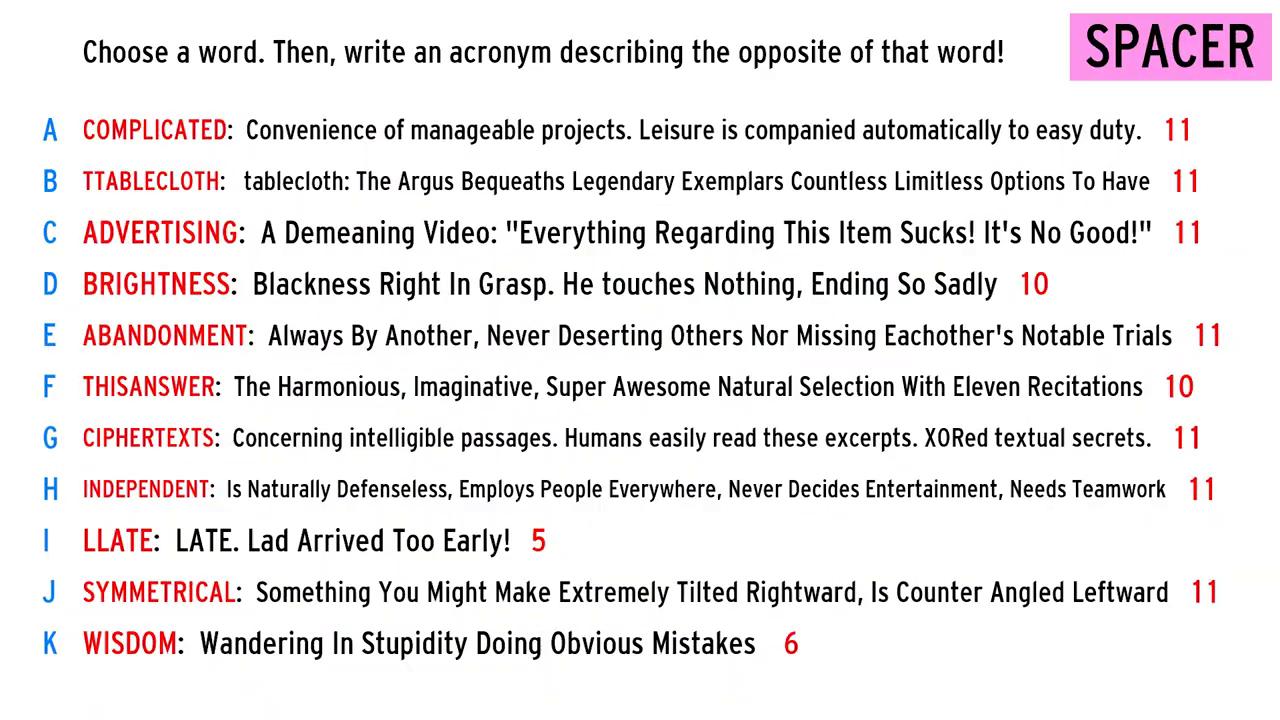 Choose a word. Then, write an acronym describing the opposite of that word!
SPACER
A COMPLICATED: Convenience of manageable projects. Leisure is companied automatically to easy duty. 11
B TTABLECLOTH: tablecloth: The Argus Bequeaths Legendary Exemplars Countless Limitless Options To Have 11
C ADVERTISING: A Demeaning Video: "Everything Regarding This Item Sucks! It's No Good!" 11
D BRIGHTNESS: Blackness Right In Grasp. He touches Nothing, Ending So Sadly 10
E ABANDONMENT: Always By Another, Never Deserting Others Nor Missing Eachother's Notable Trials 11
F THISANSWER: The Harmonious, Imaginative, Super Awesome Natural Selection With Eleven Recitations 10
G CIPHERTEXTS: Concerning intelligible passages. Humans easily read these excerpts. XORed textual secrets. 11
H INDEPENDENT: Is Naturally Defenseless, Employs People Everywhere, Never Decides Entertainment, Needs Teamwork 11
I LLATE: LATE. Lad Arrived Too Early! 5
J SYMMETRICAL: Something You Might Make Extremely Tilted Rightward, Is Counter Angled Leftward 11
K WISDOM: Wandering In Stupidity Doing Obvious Mistakes 6